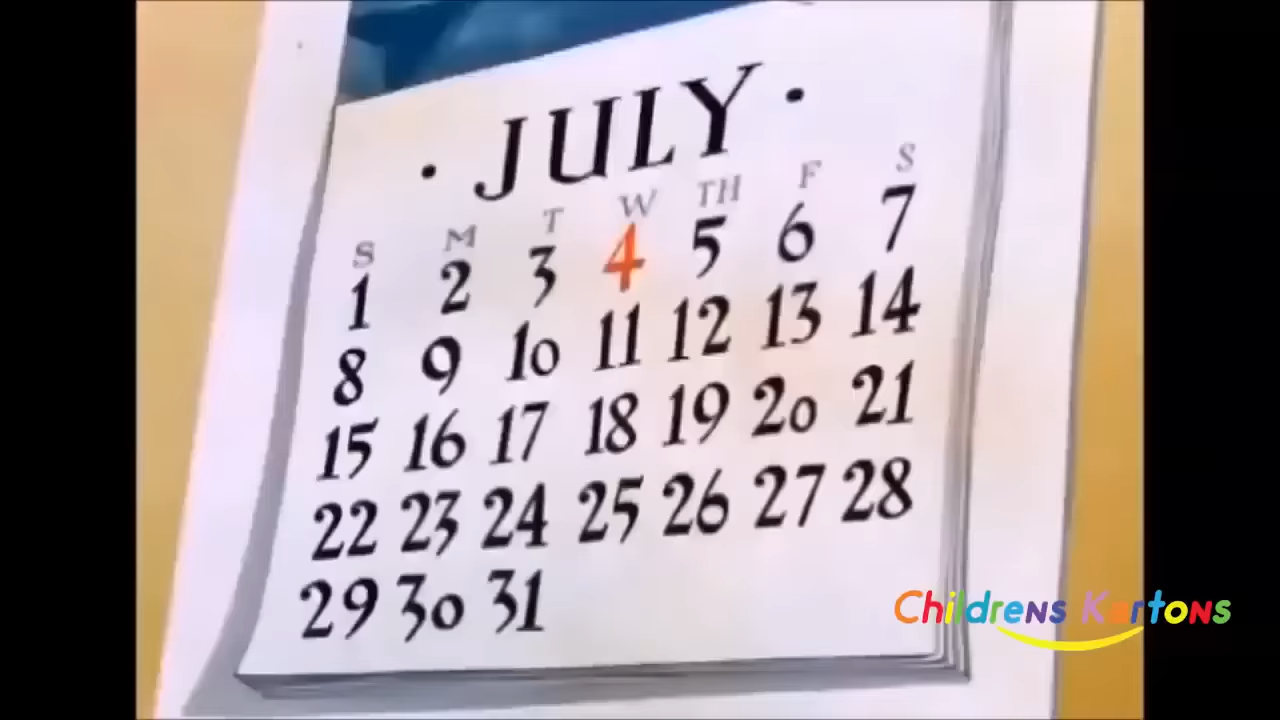 · JULY ·
S M T W TH F S
1 2 3 4 5 6 7
8 9 10 11 12 13 14
15 16 17 18 19 20 21
22 23 24 25 26 27 28
29 30 31
Childrens Kartons